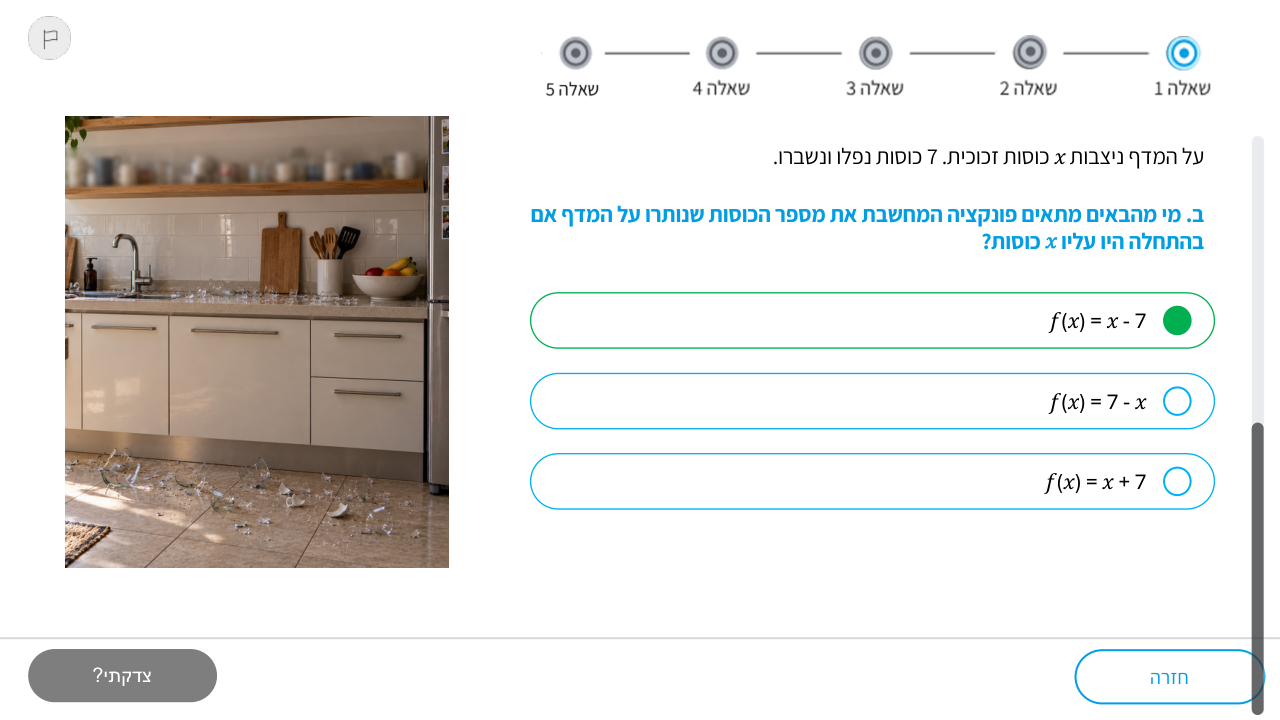 שאלה 1
שאלה 2
שאלה 3
שאלה 4
שאלה 5
על המדף ניצבות x כוסות זכוכית. 7 כוסות נפלו ונשברו.
ב. מי מהבאים מתאים פונקציה המחשבת את מספר הכוסות שנותרו על המדף אם
בהתחלה היו עליו x כוסות?
f(x) = x - 7
f(x) = 7 - x
f(x) = x + 7
חזרה
צדקתי?